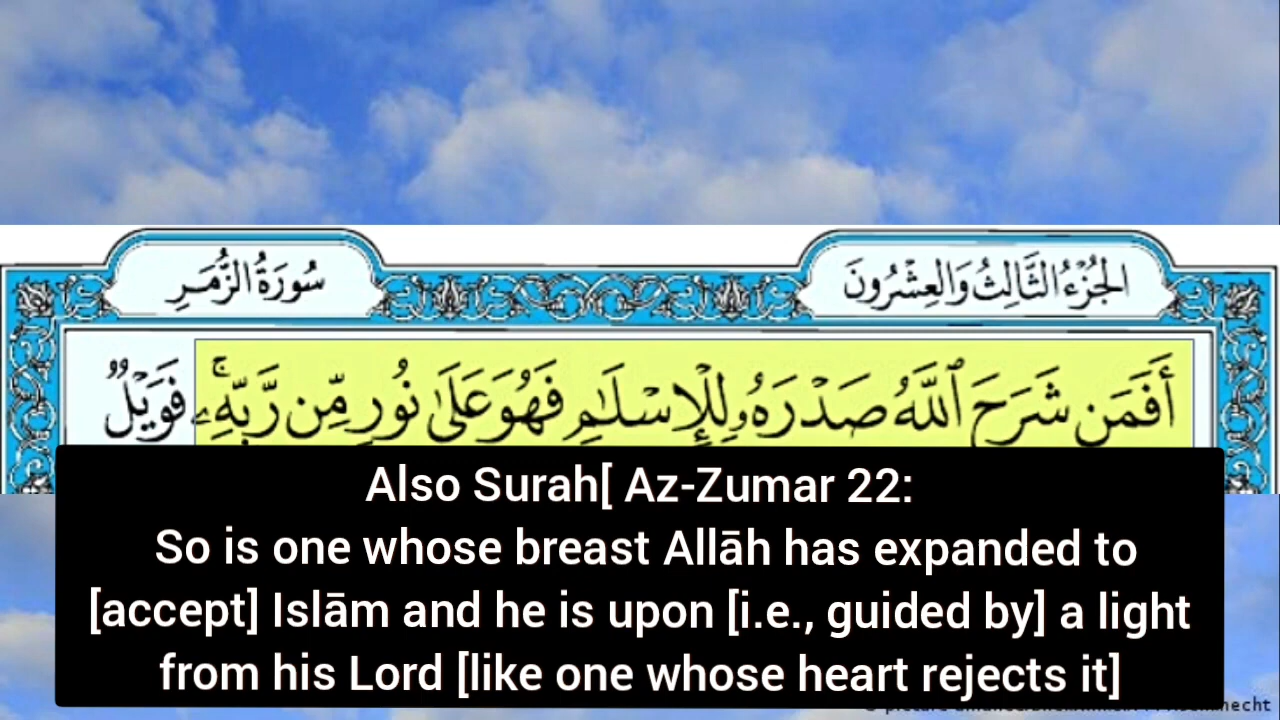 الجُزْءُ الثَّالِثُ وَالعِشْرُونَ
سُورَةُ الزُّمَرِ
أَفَمَن شَرَحَ ٱللَّهُ صَدْرَهُۥ لِلْإِسْلَـٰمِ فَهُوَ عَلَىٰ نُورٍ مِّن رَّبِّهِۦۚ فَوَيْلٌ
Also Surah[ Az-Zumar 22:
So is one whose breast Allāh has expanded to
[accept] Islām and he is upon [i.e., guided by] a light
from his Lord [like one whose heart rejects it]